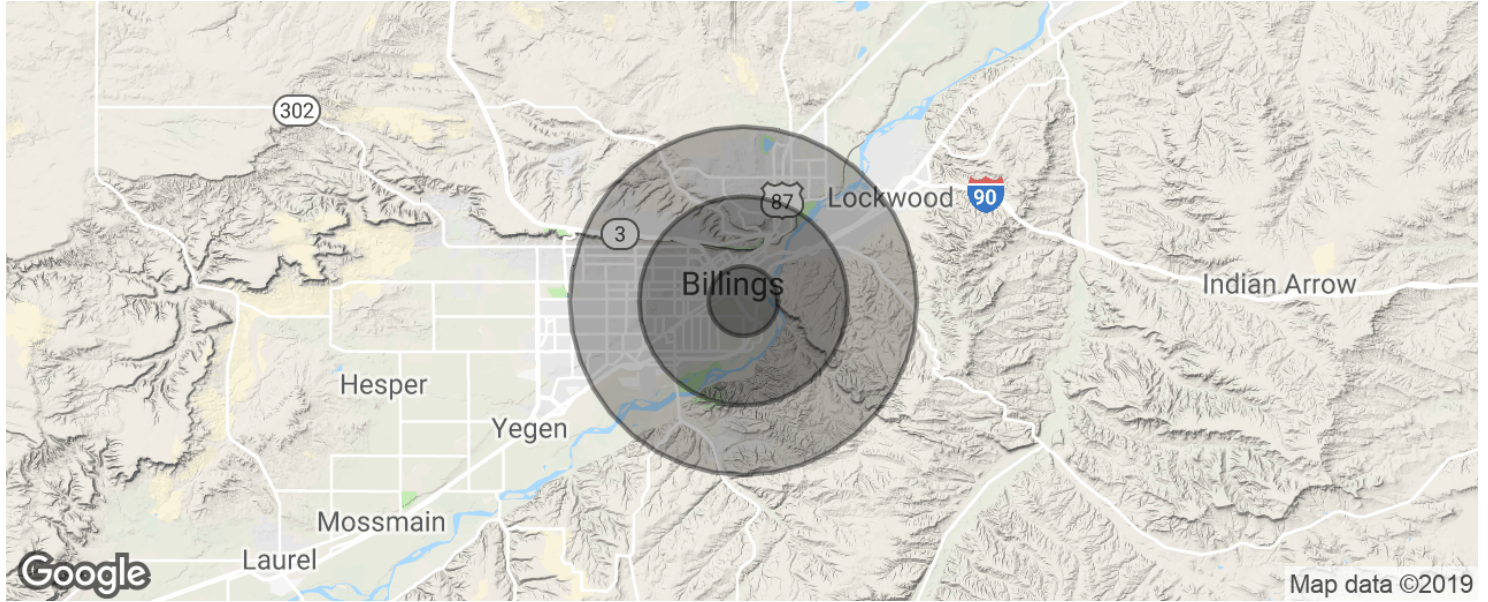 302
87
Lockwood
90
3
Billings
Indian Arrow
Hesper
Yegen
Mossmain
Laurel
Google
Map data ©2019